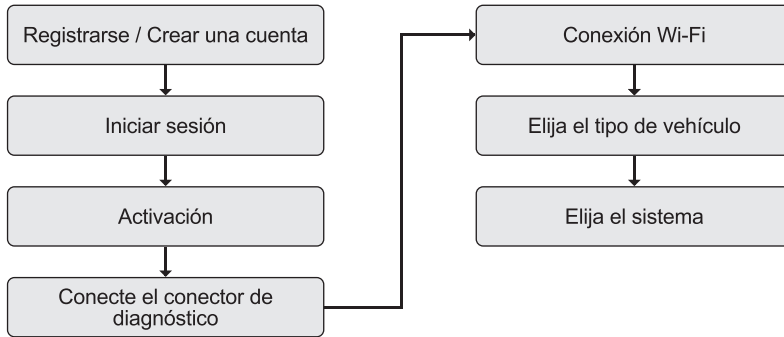 Registrarse / Crear una cuenta
Iniciar sesión
Activación
Conecte el conector de
diagnóstico
Conexión Wi-Fi
Elija el tipo de vehículo
Elija el sistema